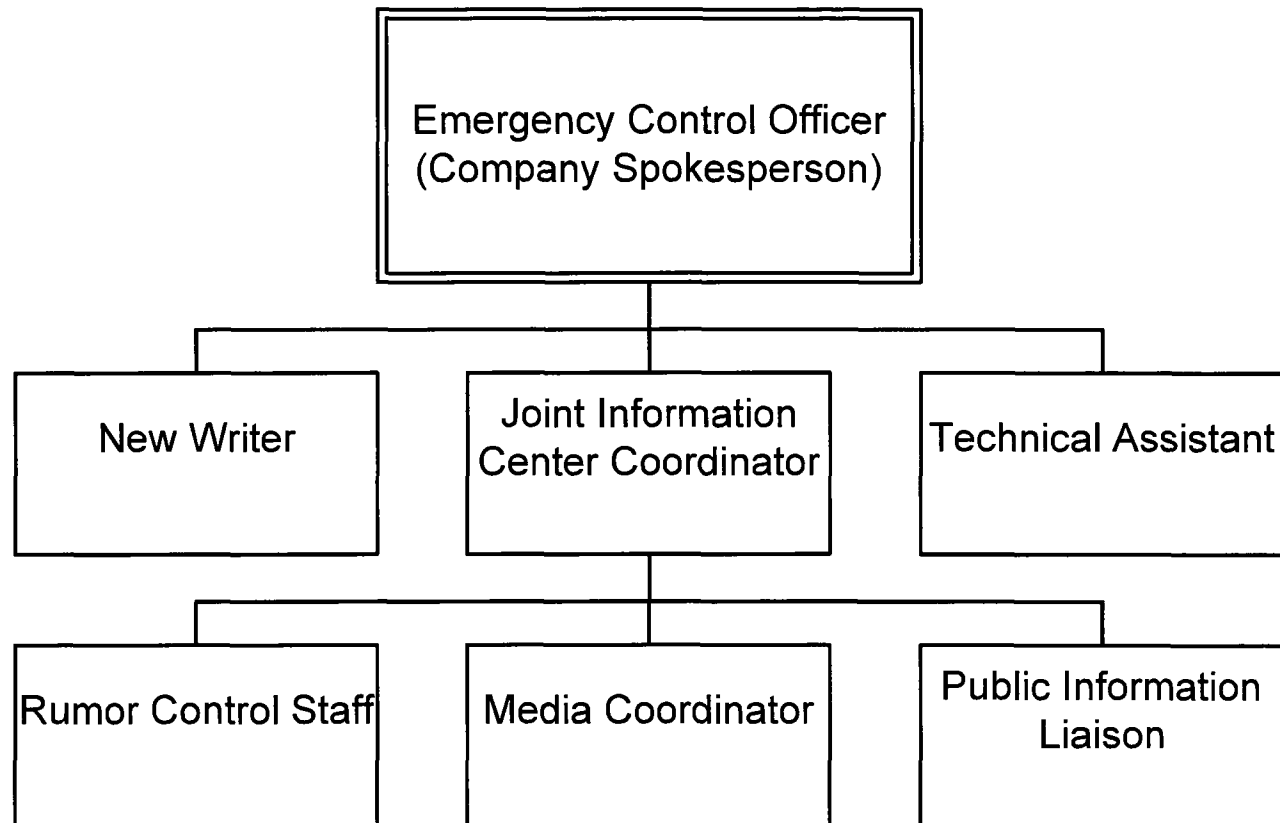 Emergency Control Officer
(Company Spokesperson)
New Writer
Joint Information
Center Coordinator
Technical Assistant
Rumor Control Staff
Media Coordinator
Public Information
Liaison